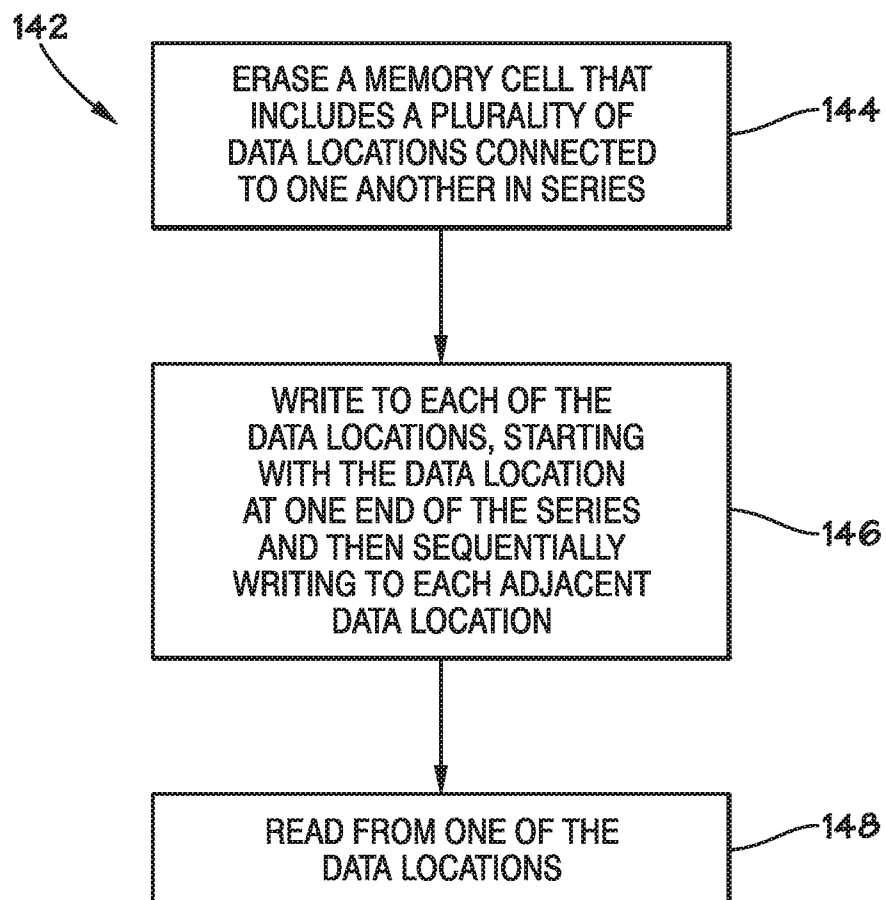 142
ERASE A MEMORY CELL THAT
INCLUDES A PLURALITY OF
DATA LOCATIONS CONNECTED
TO ONE ANOTHER IN SERIES
144
WRITE TO EACH OF THE
DATA LOCATIONS, STARTING
WITH THE DATA LOCATION
AT ONE END OF THE SERIES
AND THEN SEQUENTIALLY
WRITING TO EACH ADJACENT
DATA LOCATION
146
READ FROM ONE OF THE
DATA LOCATIONS
148